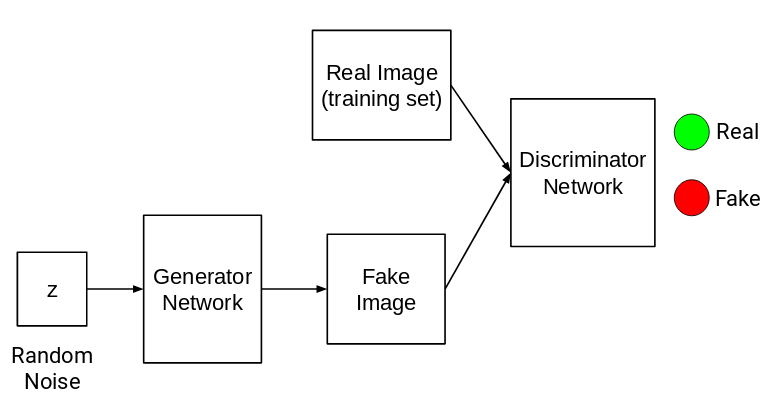 Real Image
(training set)
Discriminator
Network
Real
Fake
z
Random
Noise
Generator
Network
Fake
Image